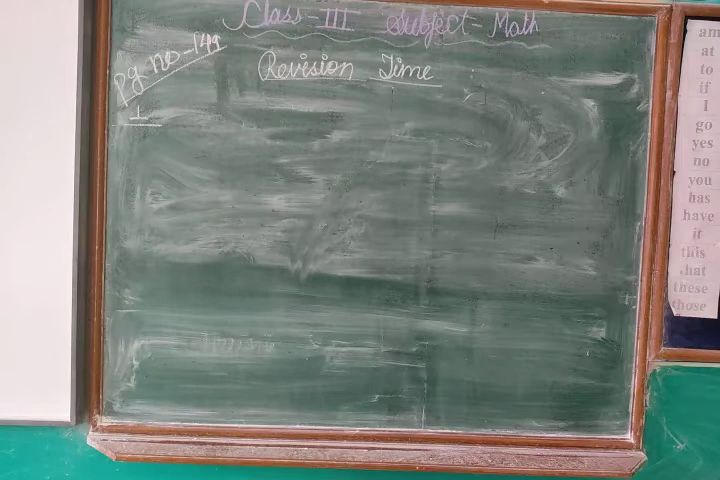 Class-III Subject-Math
Pg no-149
Revision Time
1
am
at
to
if
I
go
yes
no
you
has
have
it
this
hat
these
those